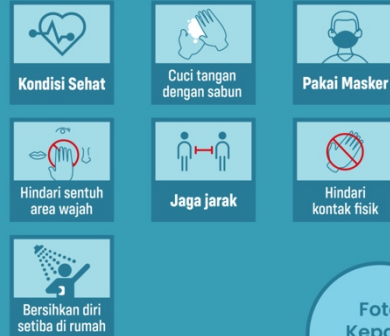 Kondisi Sehat
Cuci tangan
dengan sabun
Pakai Masker
Hindari sentuh
area wajah
Jaga jarak
Hindari
kontak fisik
Bersihkan diri
setiba di rumah